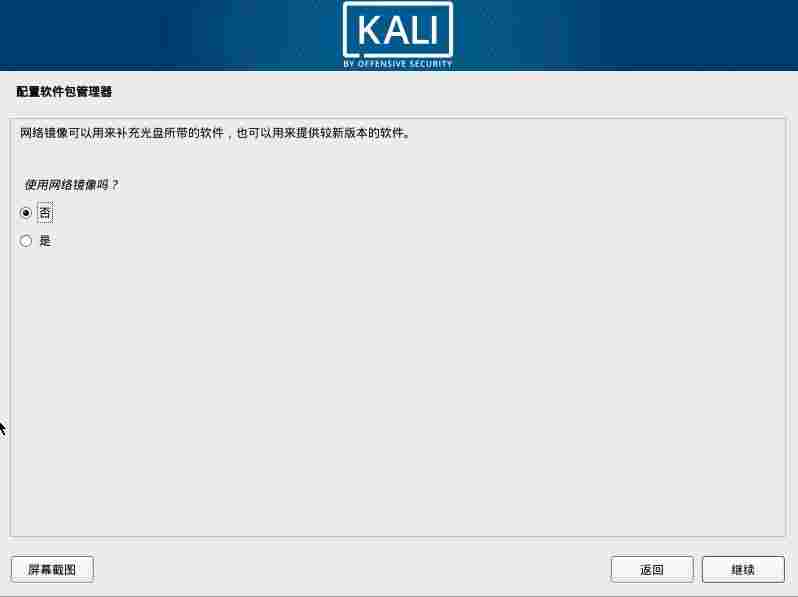 KALI
BY OFFENSIVE SECURITY
配置软件包管理器
网络镜像可以用来补充光盘所带的软件，也可以用来提供较新版本的软件。
使用网络镜像吗？
否
是
屏幕截图
返回
继续